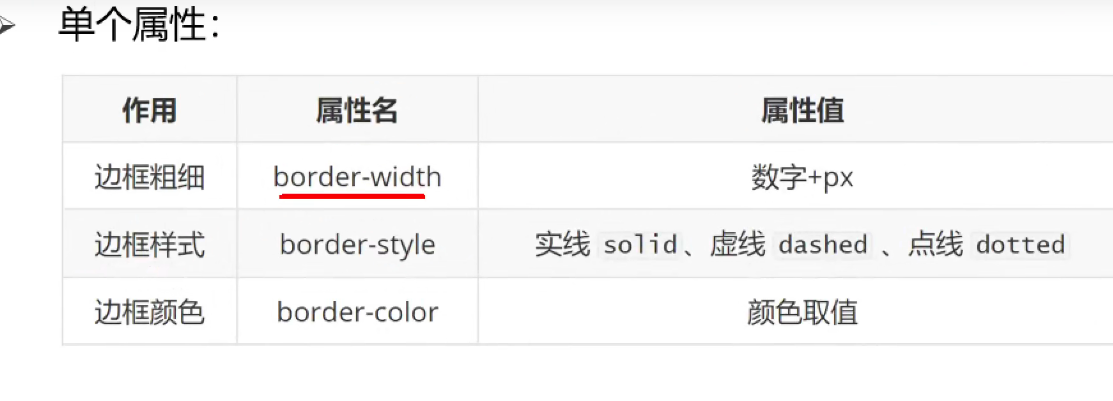 单个属性：
作用 属性名 属性值
边框粗细 border-width 数字+px
边框样式 border-style 实线 solid、虚线 dashed 、点线 dotted
边框颜色 border-color 颜色取值